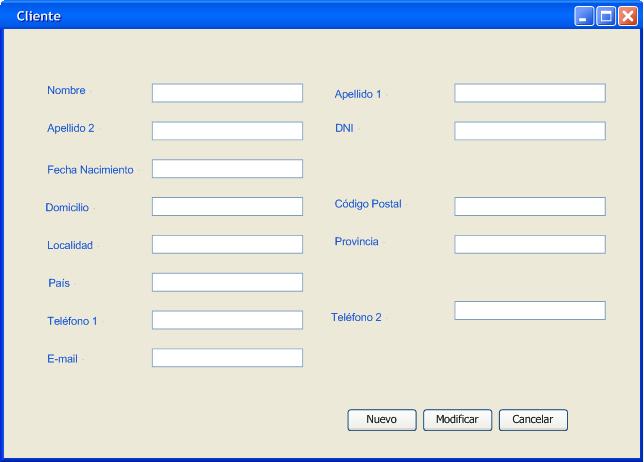 Cliente
Nombre
Apellido 1
Apellido 2
DNI
Fecha Nacimiento
Domicilio
Código Postal
Localidad
Provincia
País
Teléfono 1
Teléfono 2
E-mail
Nuevo
Modificar
Cancelar